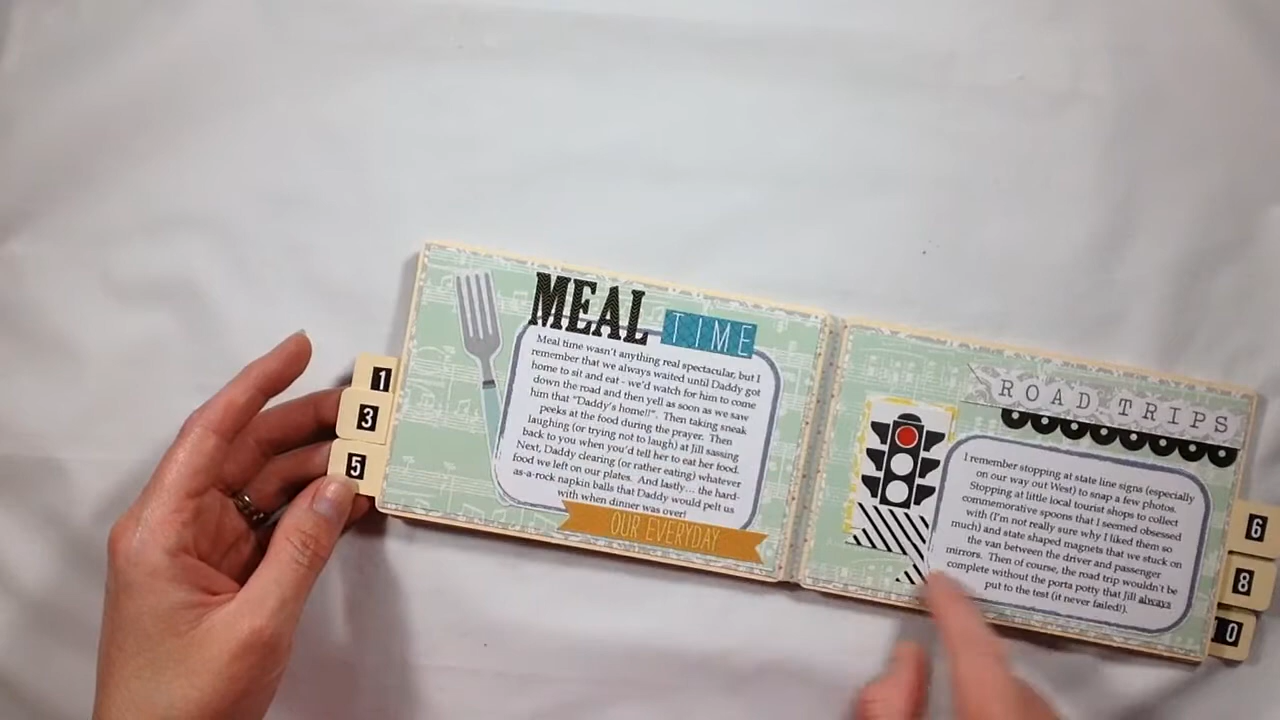 1
3
5
MEAL TIME
Meal time wasn't anything real spectacular, but I
remember that we always waited until Daddy got
home to sit and eat - we'd watch for him to come
down the road and then yell as soon as we saw
him that "Daddy's home!!". Then taking sneak
peeks at the food during the prayer. Then
laughing (or trying not to laugh) at Jill sassing
back to you when you'd tell her to eat her food.
Next, Daddy clearing (or rather eating) whatever
food we left on our plates. And lastly... the hard-
as-a-rock napkin balls that Daddy would pelt us
with when dinner was over!
OUR EVERYDAY
ROAD TRIPS
I remember stopping at state line signs (especially
on our way out West) to snap a few photos.
Stopping at little local tourist shops to collect
commemorative spoons that I seemed obsessed
with (I'm not really sure why I liked them so
much) and state shaped magnets that we stuck on
the van between the driver and passenger
mirrors. Then of course, the road trip wouldn't be
complete without the porta potty that Jill always
put to the test (it never failed!).
6
8
10